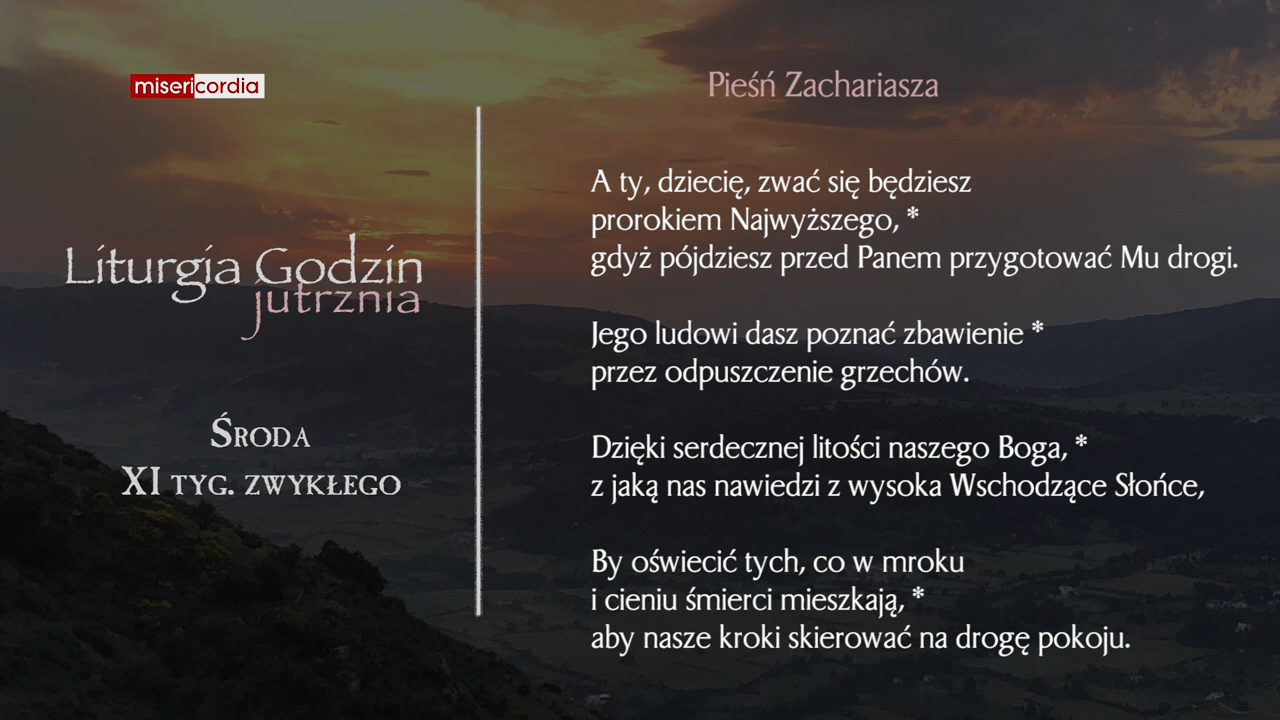 misericordia
Liturgia Godzin
jutrznia
Środa
XI tyg. zwykłego
Pieśń Zachariasza
A ty, dziecię, zwać się będziesz
prorokiem Najwyższego, *
gdyż pójdziesz przed Panem przygotować Mu drogi.
Jego ludowi dasz poznać zbawienie *
przez odpuszczenie grzechów.
Dzięki serdecznej litości naszego Boga, *
z jaką nas nawiedzi z wysoka Wschodzące Słońce,
By oświecić tych, co w mroku
i cieniu śmierci mieszkają, *
aby nasze kroki skierować na drogę pokoju.